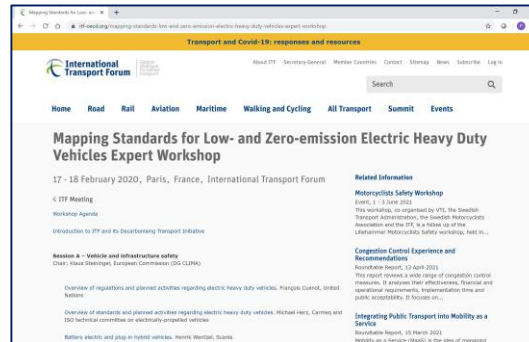 Mapping Standards for Low- an
itf-oecd.org/mapping-standards-low-and-zero-emission-electric-heavy-duty-vehicles-expert-workshop
Transport and Covid-19: responses and resources
International
Transport Forum
About ITF Secretary-General Member Countries Contact Sitemap News Subscribe Log in
Search
Home Road Rail Aviation Maritime Walking and Cycling All Transport Summit Events
Mapping Standards for Low- and Zero-emission Electric Heavy Duty
Vehicles Expert Workshop
17 - 18 February 2020, Paris, France, International Transport Forum
< ITF Meeting
Workshop Agenda
Introduction to ITF and its Decarbonising Transport Initiative
Session A – Vehicle and infrastructure safety
Chair: Klaus Steininger, European Commission (DG CLIMA)
Overview of regulations and planned activities regarding electric heavy duty vehicles. François Cuenot, United
Nations
Overview of standards and planned activities regarding electric heavy duty vehicles. Michael Herz, Carmeq and
ISO technical committee on electrically-propelled vehicles
Battery electric and plug in hybrid vehicles. Henrik Wentzel, Scania
Related Information
Motorcyclists Safety Workshop
Event, 1 - 3 June 2021
This workshop, co-organised by VTI, the Swedish
Transport Administration, the Swedish Motorcyclists
Association and the ITF, is a follow up of the
Lillehammer Motorcyclists Safety workshop, held in...
Congestion Control Experience and
Recommendations
Roundtable Report, 13 April 2021
This report reviews a wide range of congestion control
measures. It analyses their effectiveness, financial and
operational requirements, implementation time and
public acceptability. It focuses on...
Integrating Public Transport into Mobility as a
Service
Roundtable Report, 15 March 2021
Mobility as a Service (MaaS) is the idea of managing